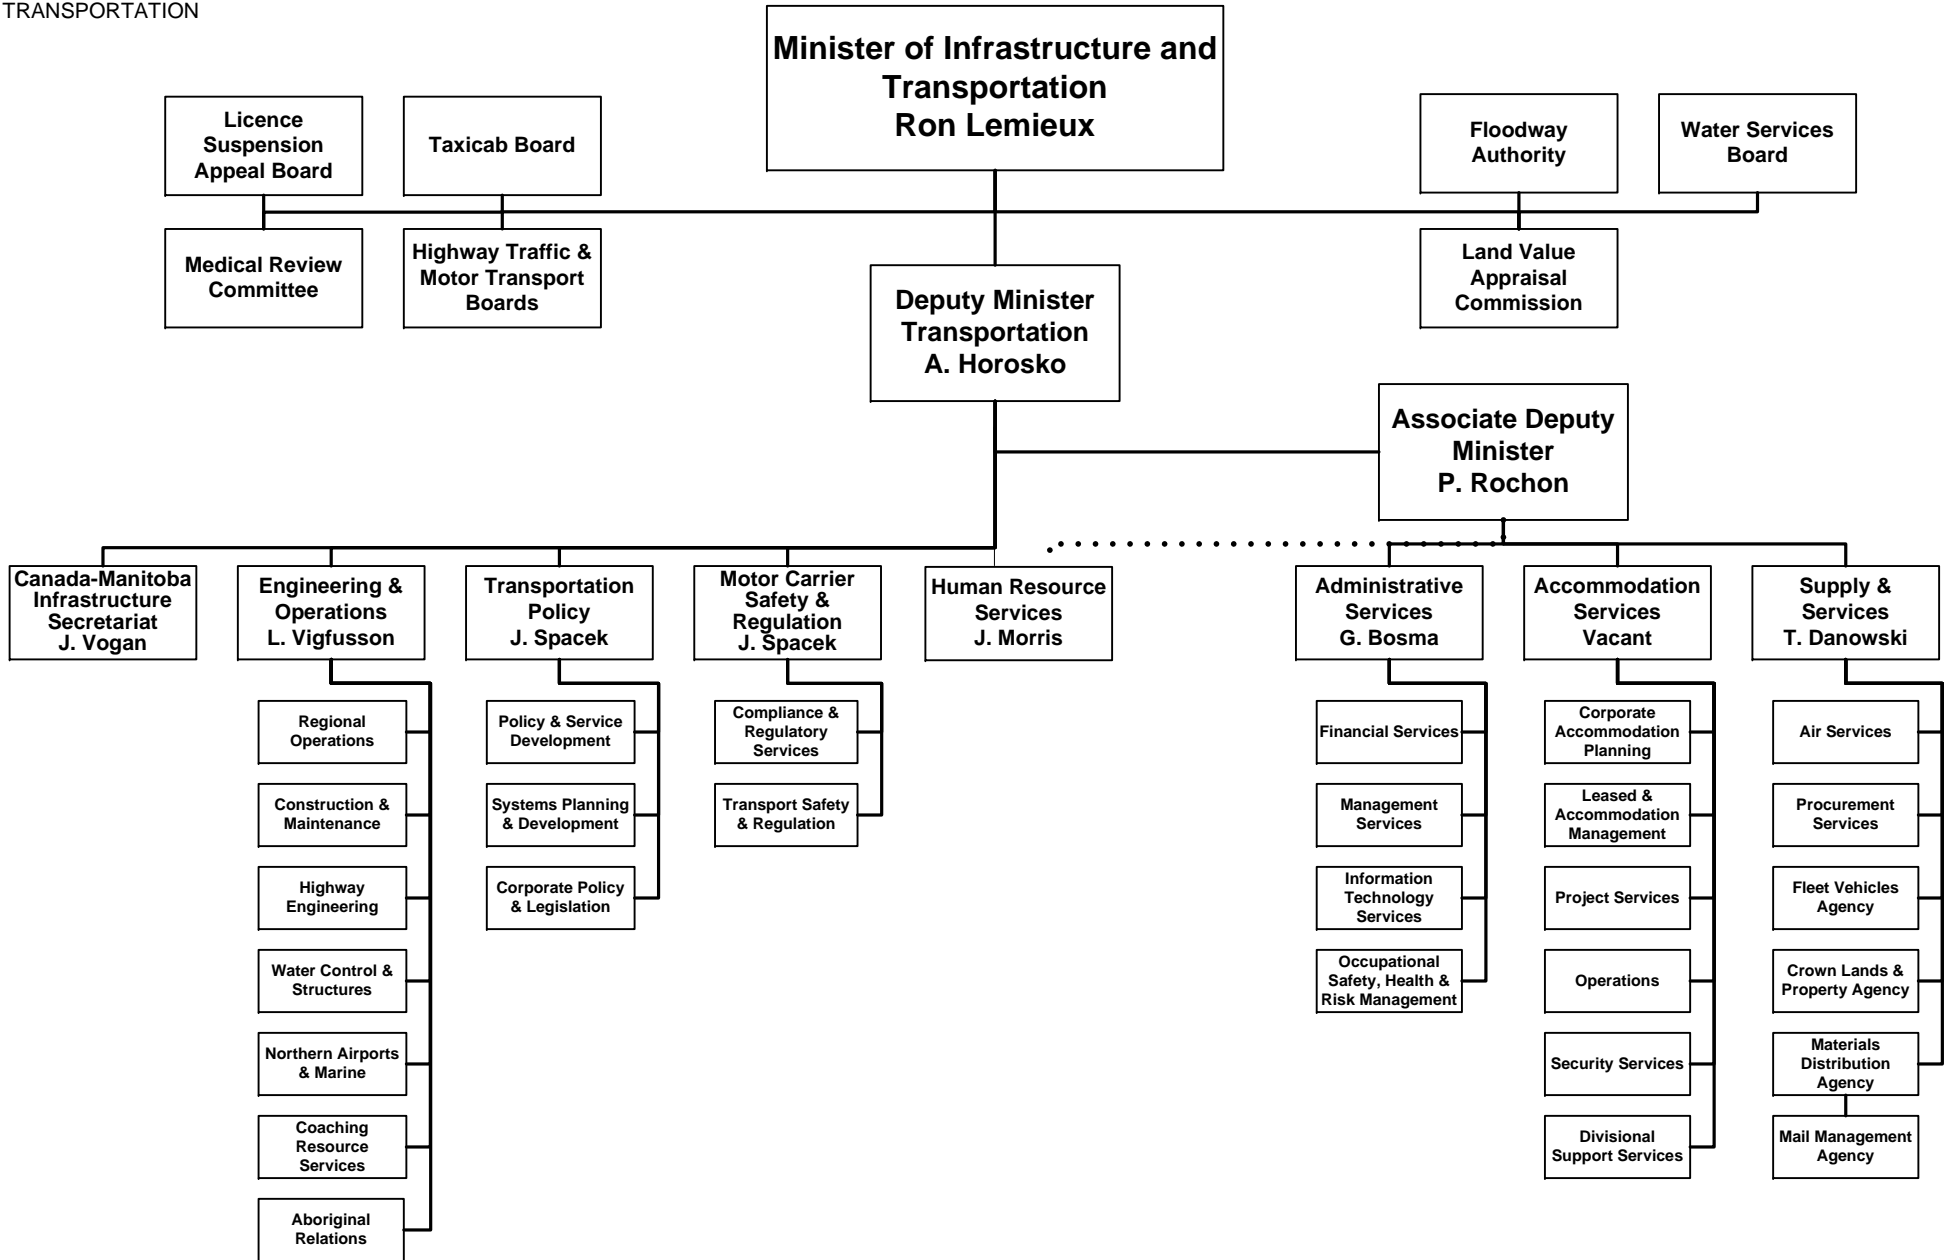 TRANSPORTATION
Minister of Infrastructure and
Transportation
Ron Lemieux
Licence
Suspension
Appeal Board
Taxicab Board
Floodway
Authority
Water Services
Board
Medical Review
Committee
Highway Traffic &
Motor Transport
Boards
Land Value
Appraisal
Commission
Deputy Minister
Transportation
A. Horosko
Associate Deputy
Minister
P. Rochon
Canada-Manitoba
Infrastructure
Secretariat
J. Vogan
Engineering &
Operations
L. Vigfusson
Transportation
Policy
J. Spacek
Motor Carrier
Safety &
Regulation
J. Spacek
Human Resource
Services
J. Morris
Administrative
Services
G. Bosma
Accommodation
Services
Vacant
Supply &
Services
T. Danowski
Regional
Operations
Construction &
Maintenance
Highway
Engineering
Water Control &
Structures
Northern Airports
& Marine
Coaching
Resource
Services
Aboriginal
Relations
Policy & Service
Development
Systems Planning
& Development
Corporate Policy
& Legislation
Compliance &
Regulatory
Services
Transport Safety
& Regulation
Financial Services
Management
Services
Information
Technology
Services
Occupational
Safety, Health &
Risk Management
Corporate
Accommodation
Planning
Leased &
Accommodation
Management
Project Services
Operations
Security Services
Divisional
Support Services
Air Services
Procurement
Services
Fleet Vehicles
Agency
Crown Lands &
Property Agency
Materials
Distribution
Agency
Mail Management
Agency